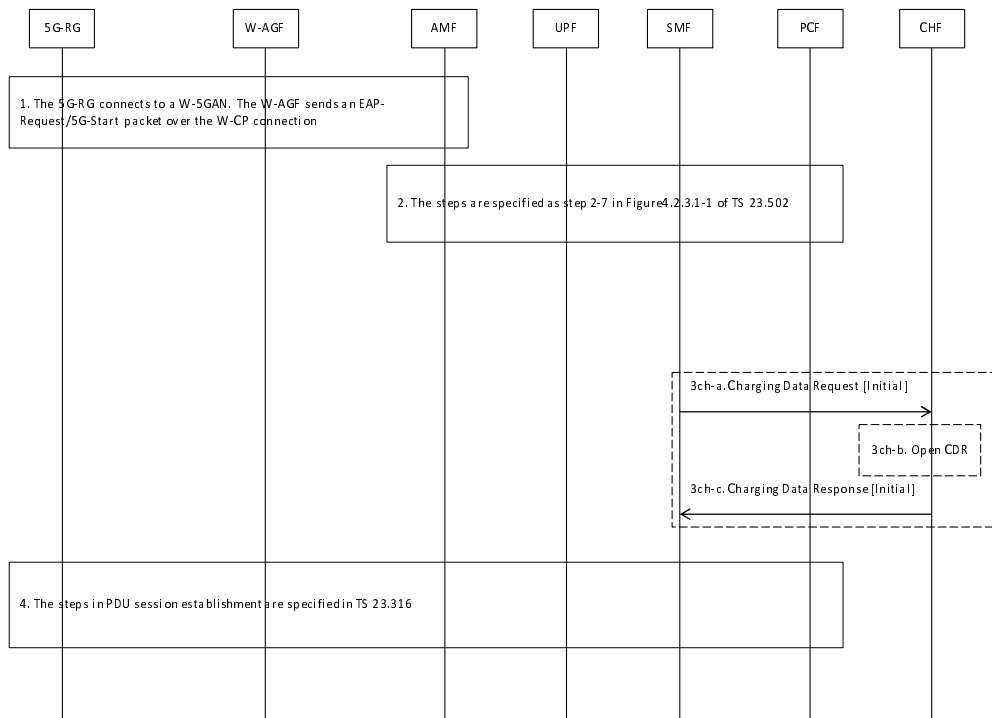 5G-RG
W-AGF
AMF
UPF
SMF
PCF
CHF
1. The 5G-RG connects to a W-5GAN. The W-AGF sends an EAP-
Request/5G-Start packet over the W-CP connection
2. The steps are specified as step 2-7 in Figure4.2.3.1-1 of TS 23.502
3ch-a. Charging Data Request [Initial]
3ch-b. Open CDR
3ch-c. Charging Data Response [Initial]
4. The steps in PDU session establishment are specified in TS 23.316